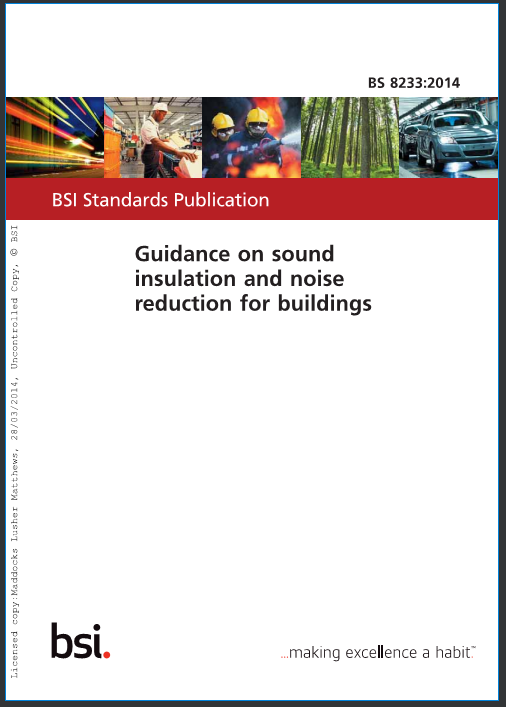 BS 8233:2014
BSI Standards Publication
Guidance on sound
insulation and noise
reduction for buildings
Licensed copy:Maddocks Lusher Matthews, 28/03/2014, Uncontrolled Copy, © BSI
bsi.
...making excellence a habit.™